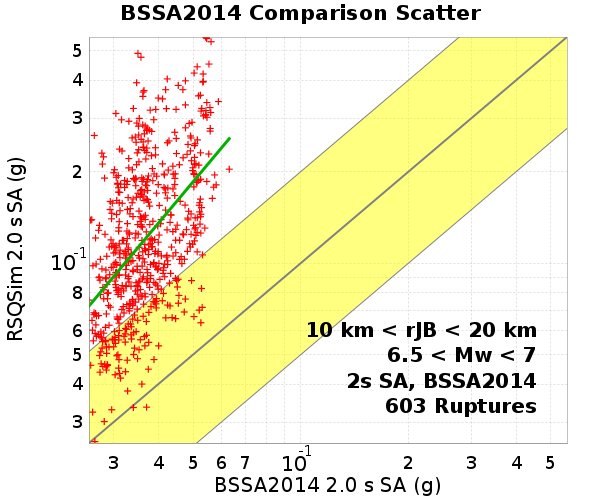 BSSA2014 Comparison Scatter
RSQSim 2.0 s SA (g)
5
4
3
2
10⁻¹
8
6
5
4
3
10 km < rJB < 20 km
6.5 < Mw < 7
2s SA, BSSA2014
603 Ruptures
3 4 5 6 7 10⁻¹ 2 3 4 5
BSSA2014 2.0 s SA (g)